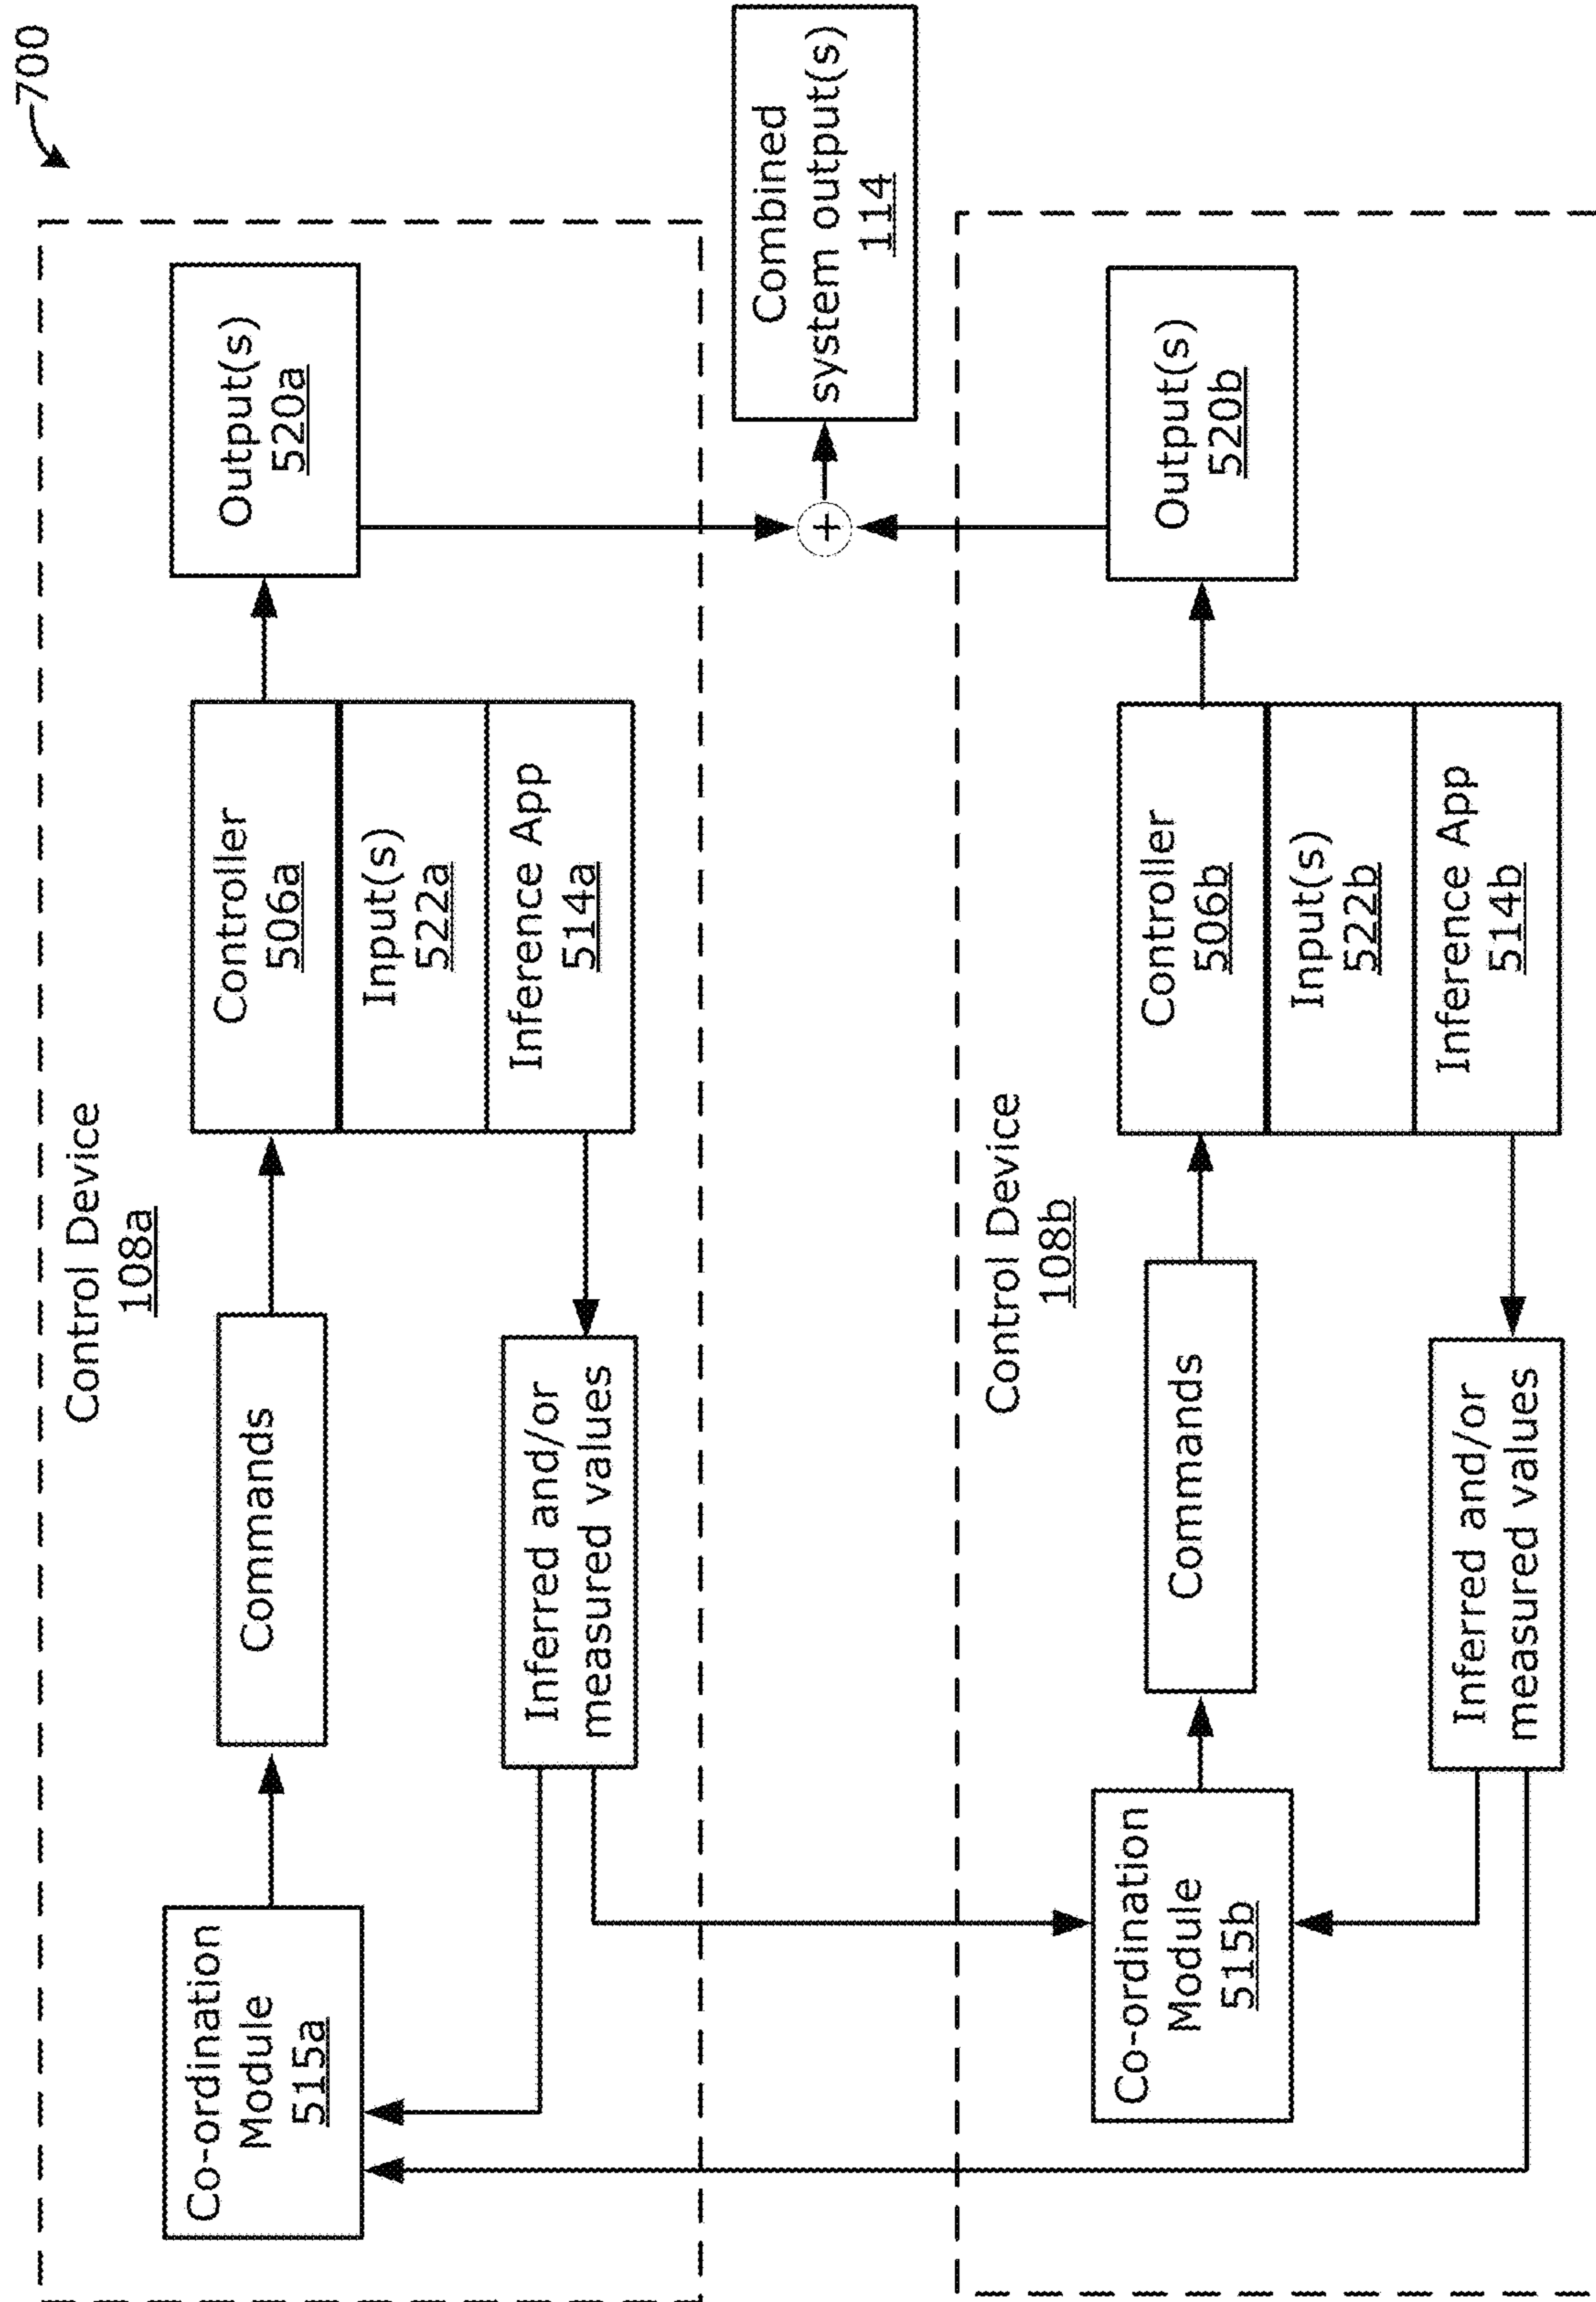 700
Control Device
108a
Co-ordination
Module
515a
Commands
Controller
506a
Input(s)
522a
Inference App
514a
Output(s)
520a
Inferred and/or
measured values
Combined
system output(s)
114
+
Control Device
108b
Co-ordination
Module
515b
Commands
Controller
506b
Input(s)
522b
Inference App
514b
Output(s)
520b
Inferred and/or
measured values